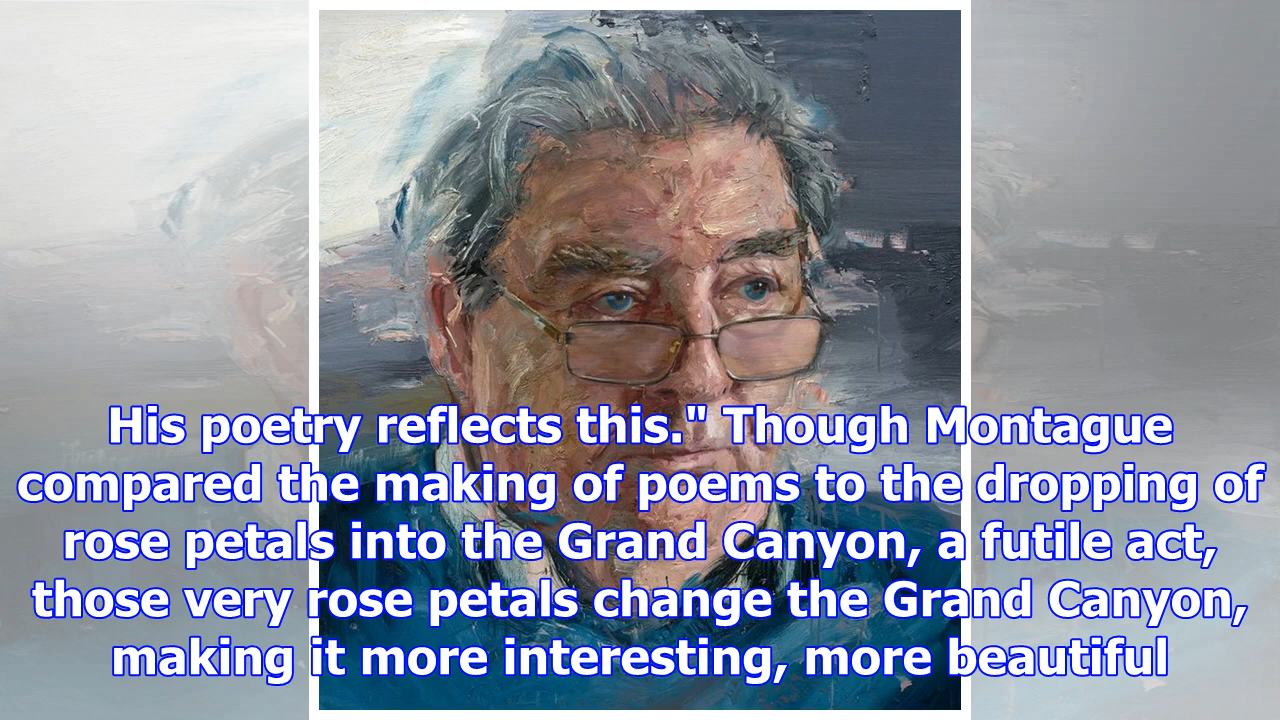 His poetry reflects this." Though Montague
compared the making of poems to the dropping of
rose petals into the Grand Canyon, a futile act,
those very rose petals change the Grand Canyon,
making it more interesting, more beautiful